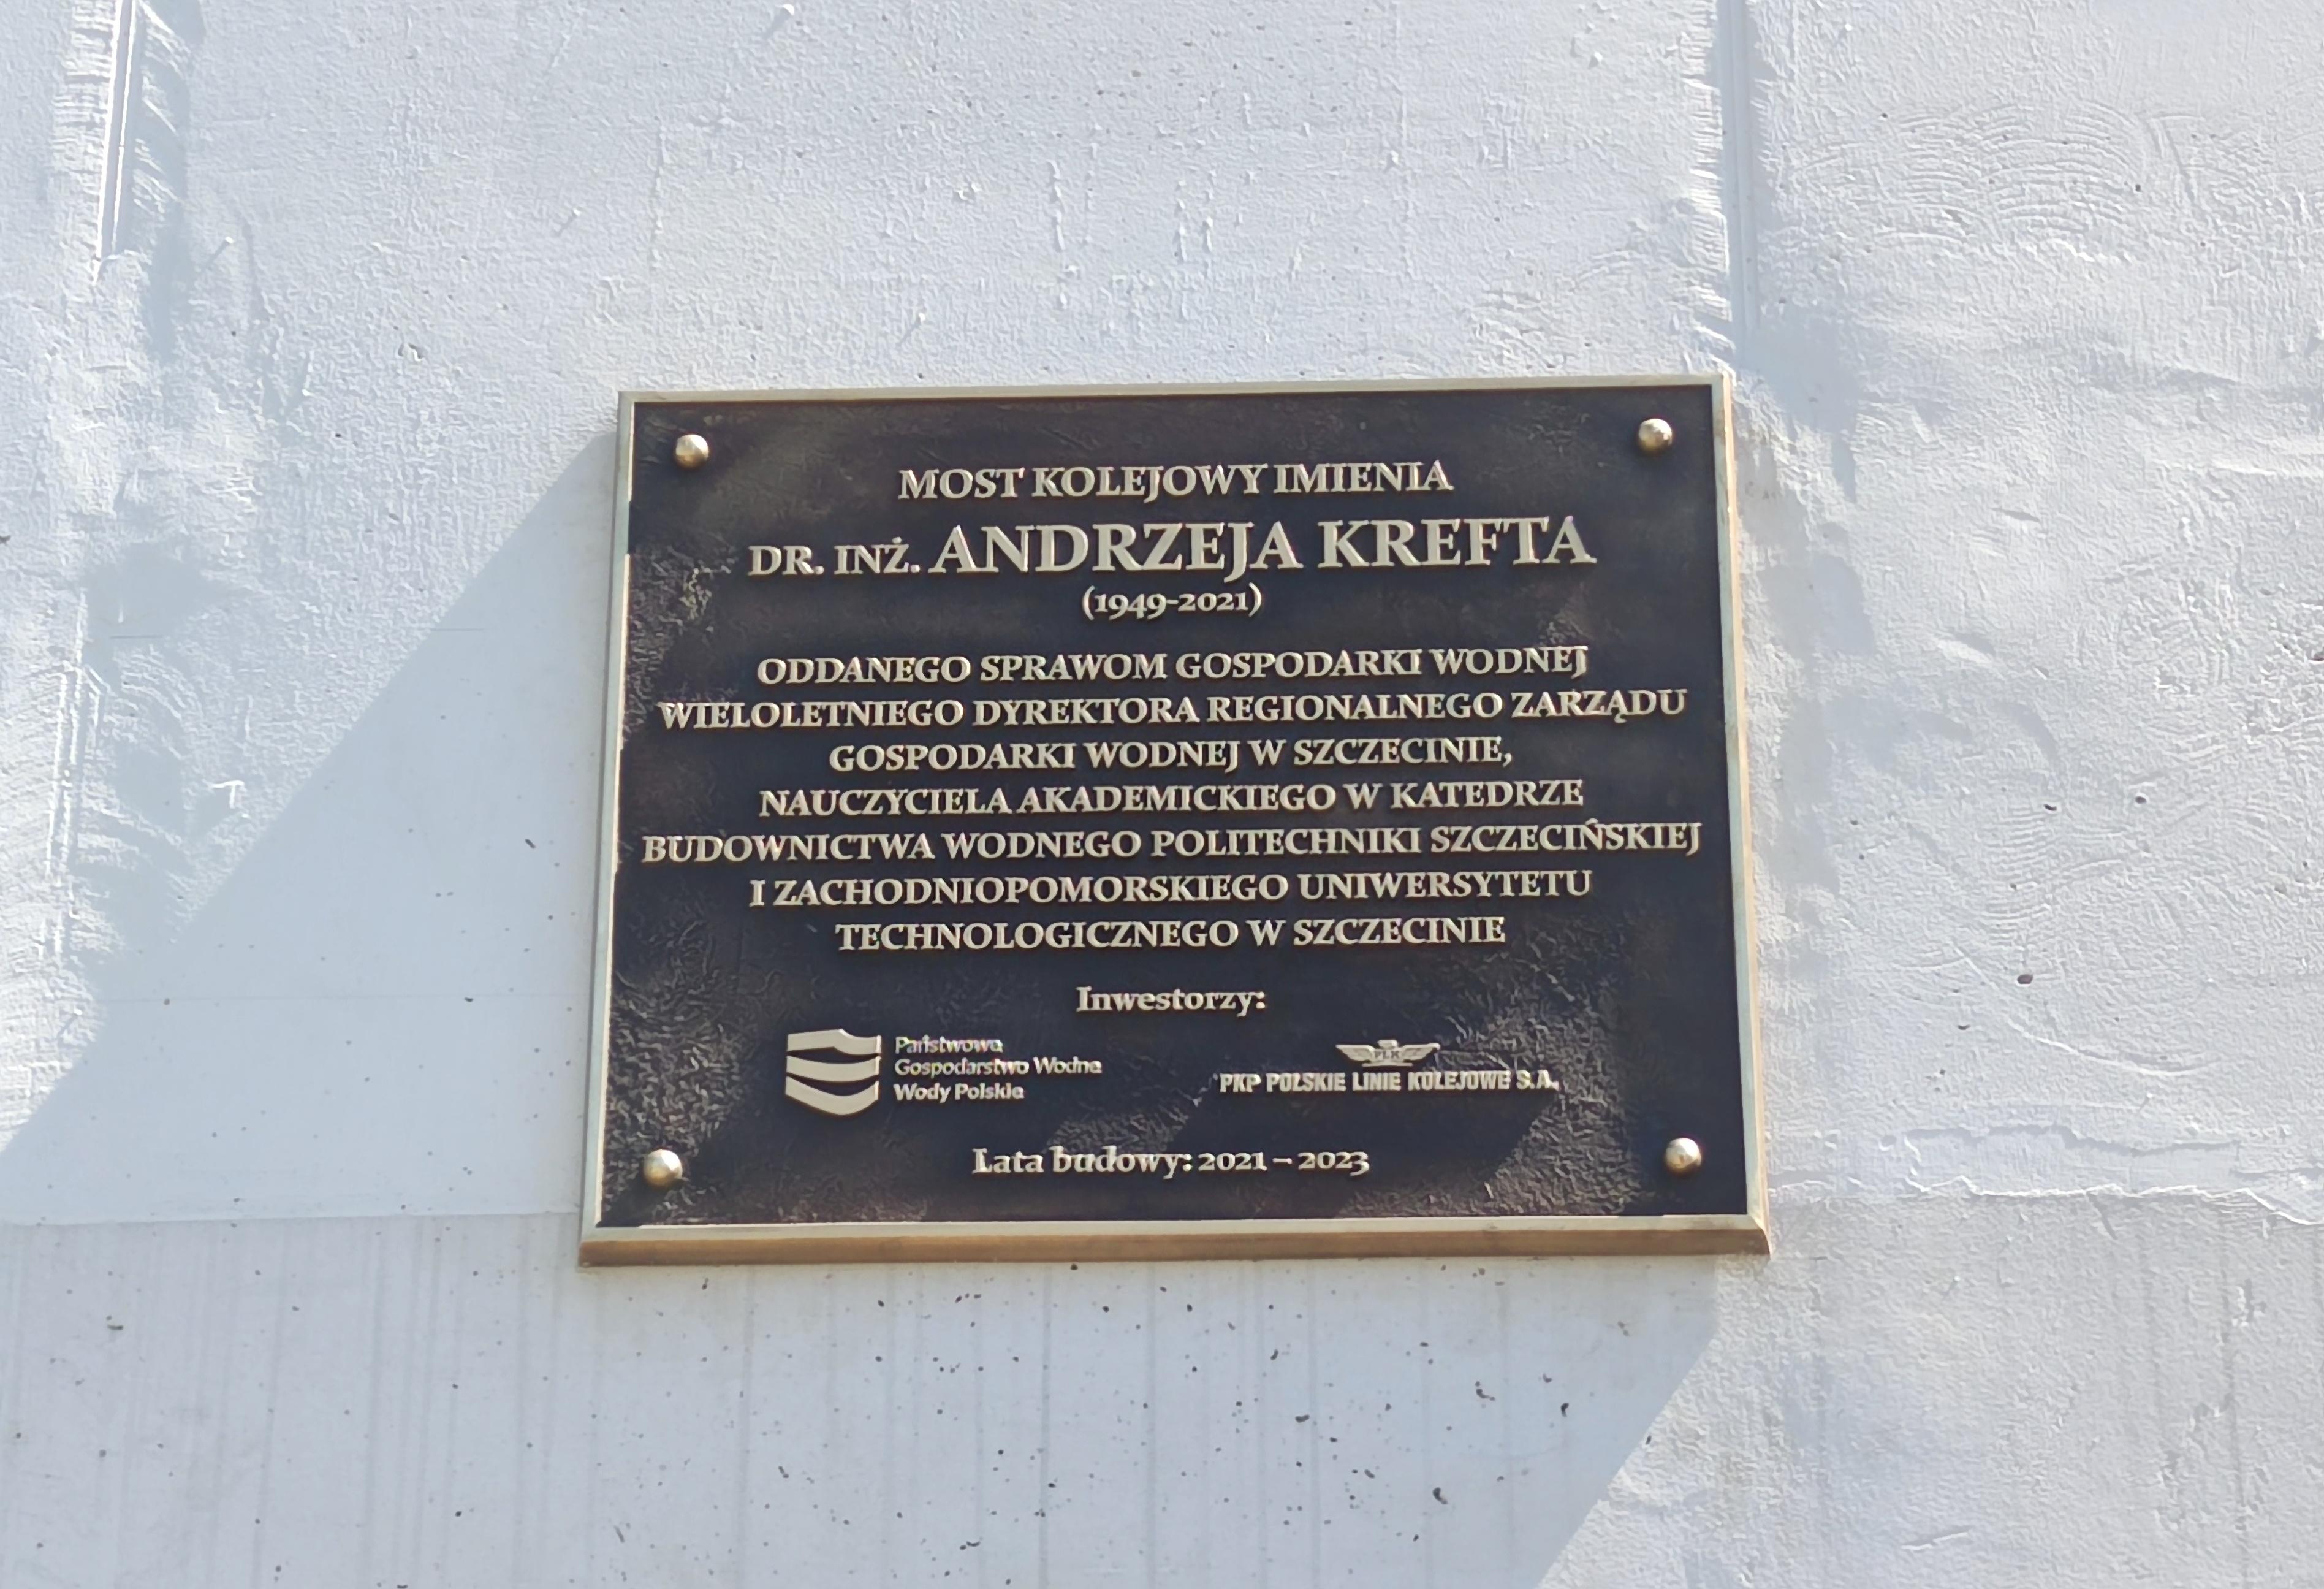 MOST KOLEJOWY IMIENIA
DR. INŻ. ANDRZEJA KREFTA
(1949-2021)
ODDANEGO SPRAWOM GOSPODARKI WODNEJ
WIELOLETNIEGO DYREKTORA REGIONALNEGO ZARZĄDU
GOSPODARKI WODNEJ W SZCZECINIE,
NAUCZYCIELA AKADEMICKIEGO W KATEDRZE
BUDOWNICTWA WODNEGO POLITECHNIKI SZCZECIŃSKIEJ
I ZACHODNIOPOMORSKIEGO UNIWERSYTETU
TECHNOLOGICZNEGO W SZCZECINIE
Inwestorzy:
Państwowe
Gospodarstwo Wodne
Wody Polskie
PLK
PKP POLSKIE LINIE KOLEJOWE S.A.
Lata budowy: 2021 – 2023